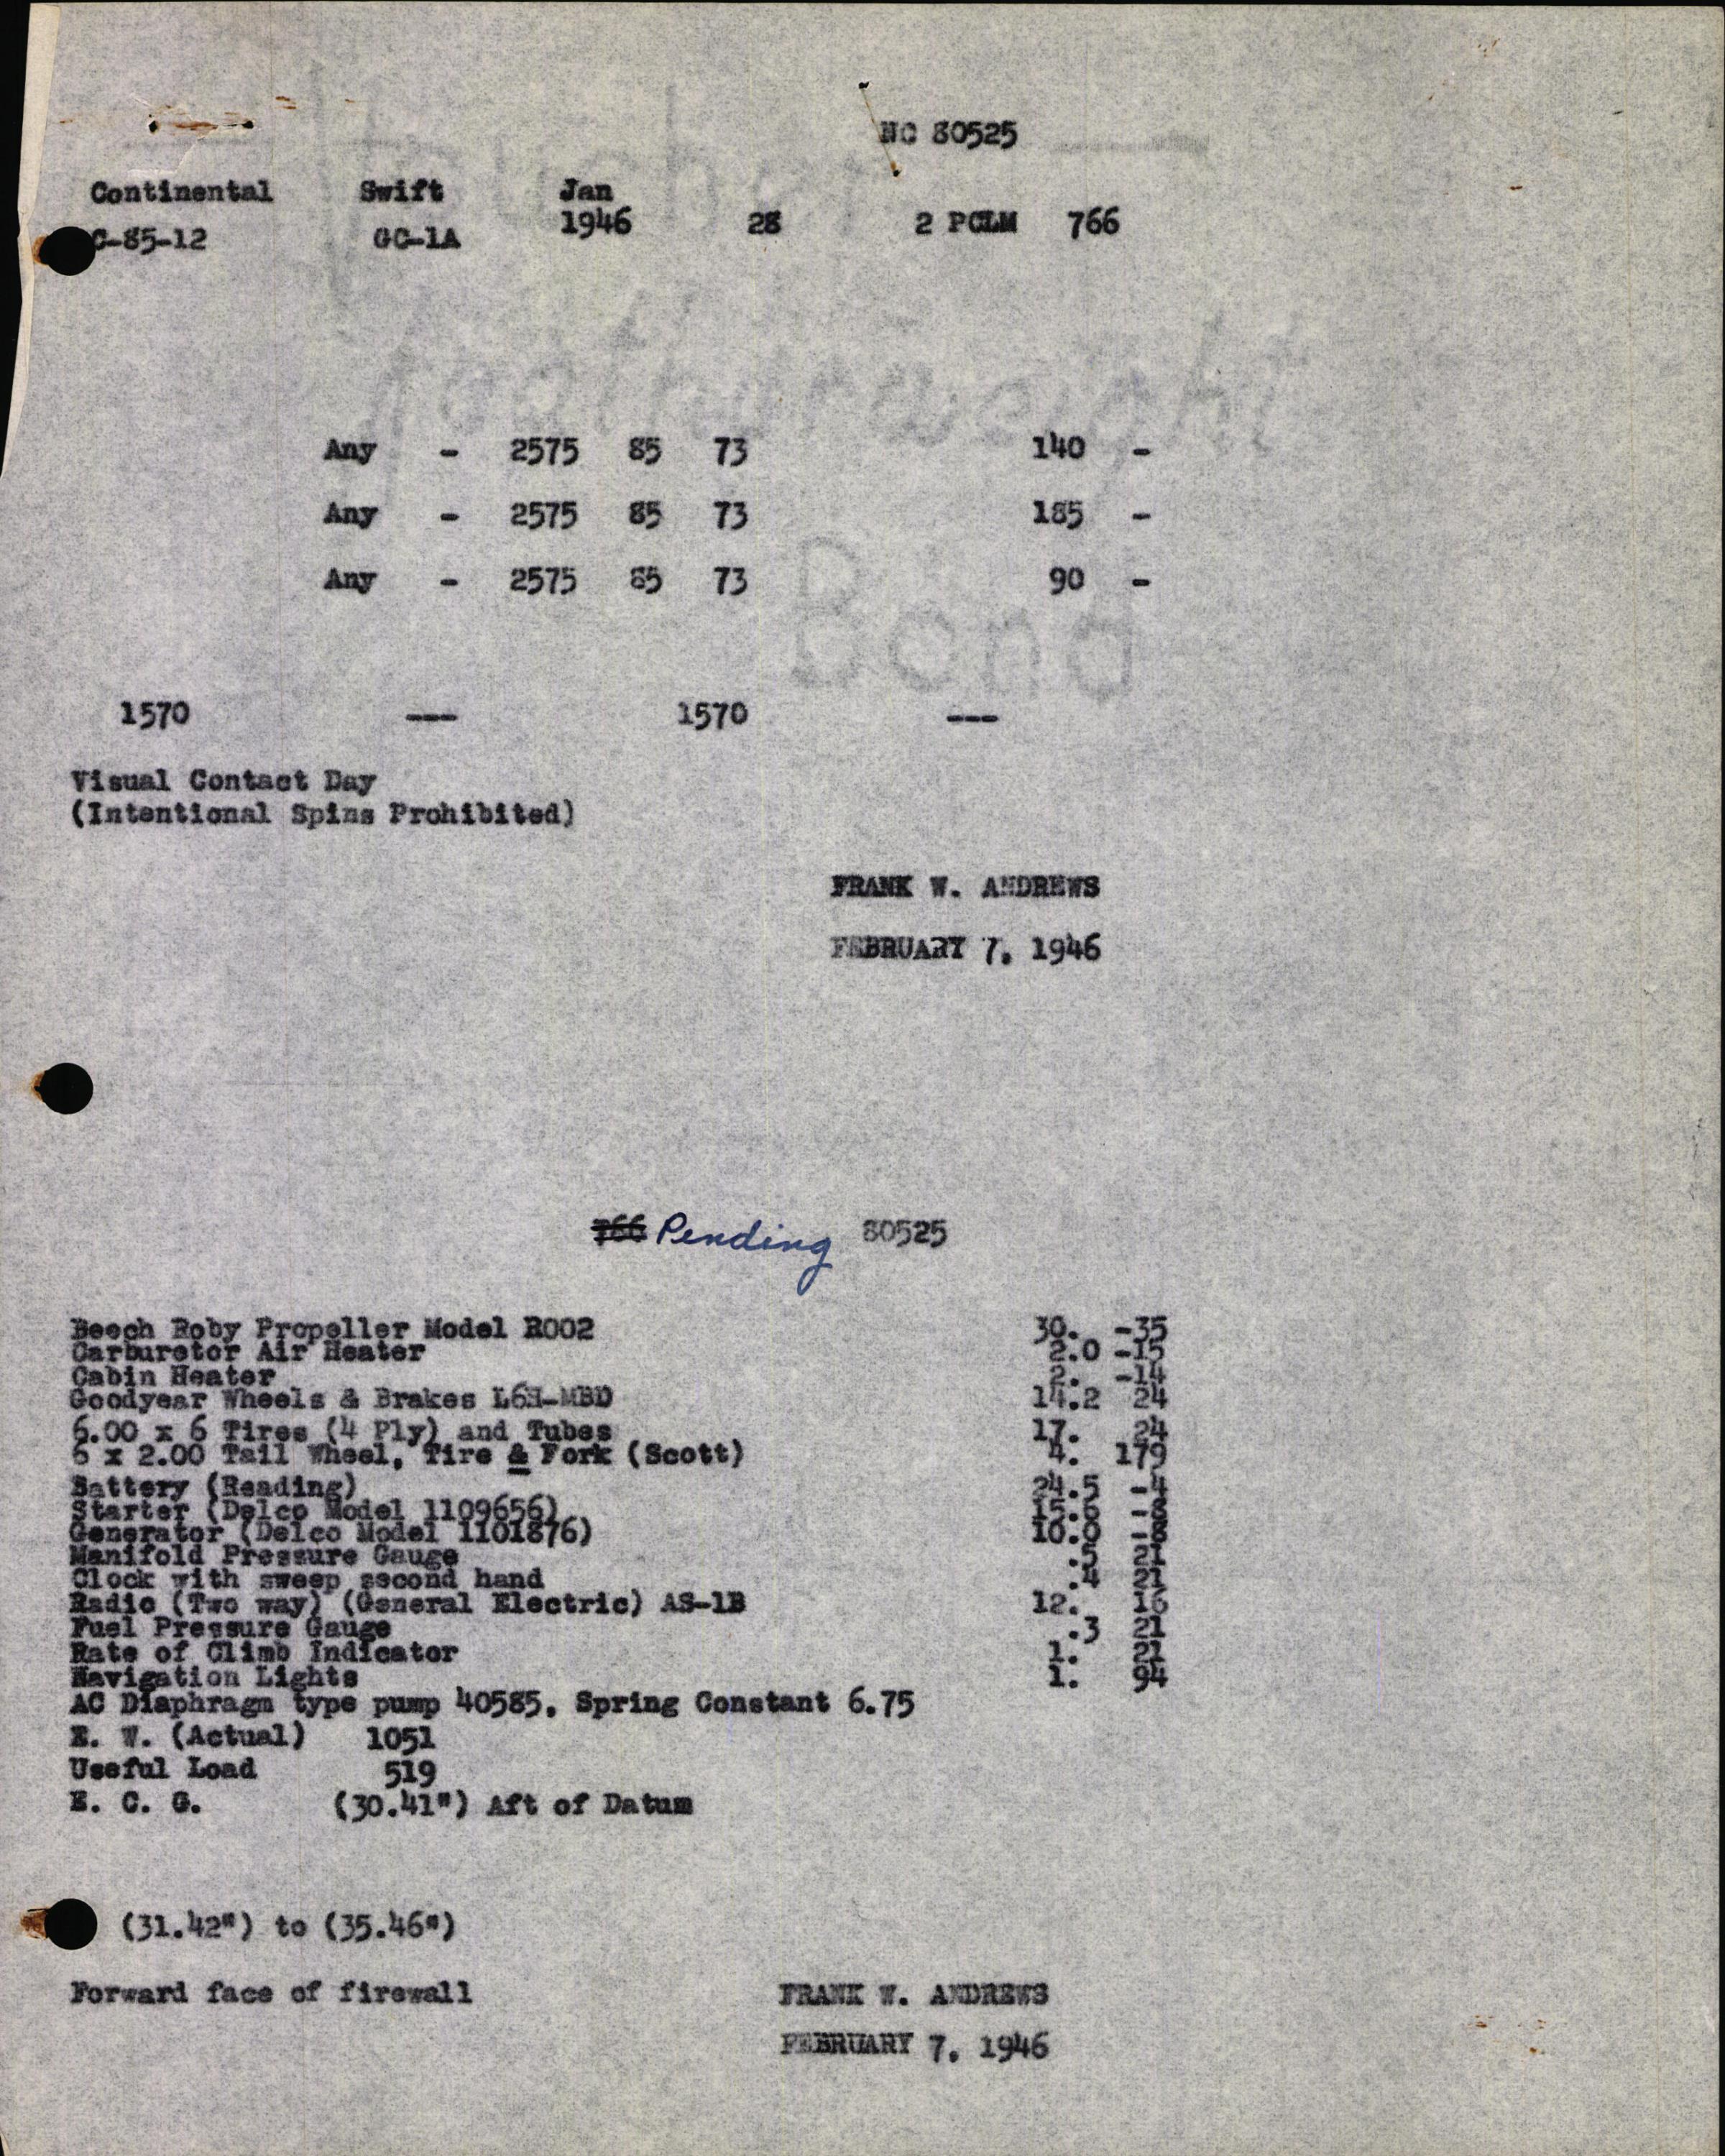 NC 80525
Continental Swift Jan
C-85-12 GC-1A 1946 28 2 PCLM 766
Any - 2575 85 73 140 -
Any - 2575 85 73 185 -
Any - 2575 85 73 90 -
1570 --- 1570 ---
Visual Contact Day
(Intentional Spins Prohibited)
FRANK W. ANDREWS
FEBRUARY 7, 1946
766 Pending 80525
Beech Roby Propeller Model R002 30. -35
Carburetor Air Heater 2.0 -15
Cabin Heater 2. -14
Goodyear Wheels & Brakes L6H-MBD 14.2 24
6.00 x 6 Tires (4 Ply) and Tubes 17. 24
6 x 2.00 Tail Wheel, Tire & Fork (Scott) 4. 179
Battery (Reading) 24.5 -4
Starter (Delco Model 1109656) 15.6 -8
Generator (Delco Model 1101876) 10.0 -8
Manifold Pressure Gauge .5 21
Clock with sweep second hand .4 21
Radio (Two way) (General Electric) AS-1B 12. 16
Fuel Pressure Gauge .3 21
Rate of Climb Indicator 1. 21
Navigation Lights 1. 94
AC Diaphragm type pump 40585, Spring Constant 6.75
E. W. (Actual) 1051
Useful Load 519
E. C. G. (30.41") Aft of Datum
(31.42") to (35.46")
Forward face of firewall
FRANK W. ANDREWS
FEBRUARY 7, 1946